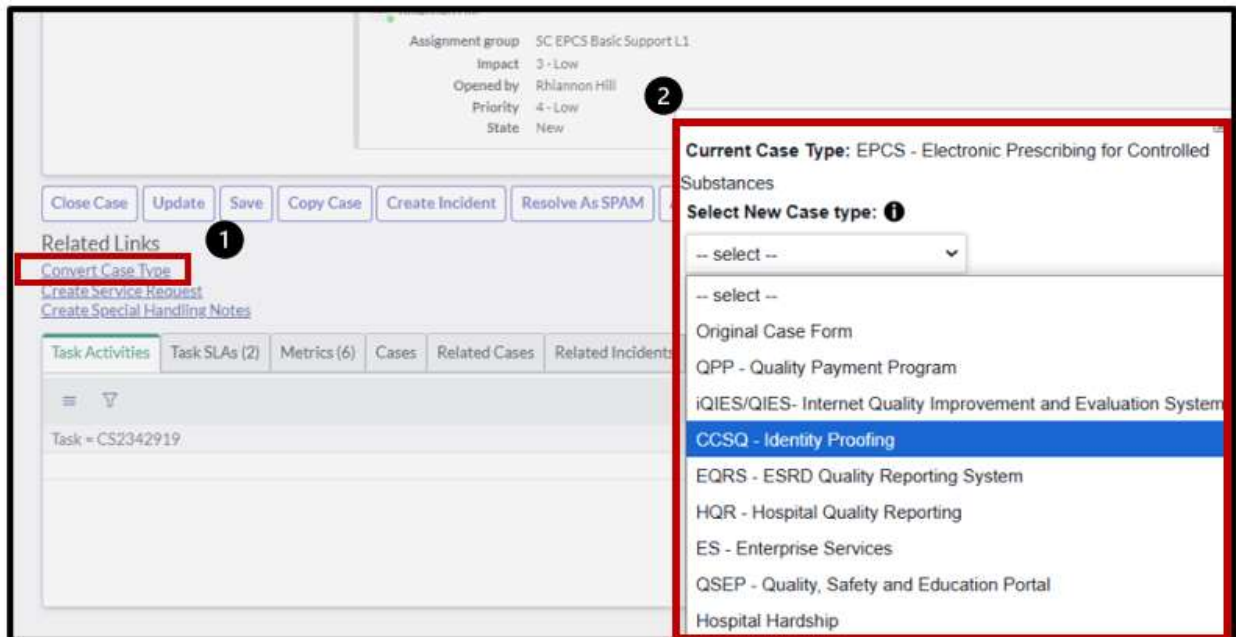 Assignment group SC EPCS Basic Support L1
Impact 3 - Low
Opened by Rhiannon Hill
Priority 4 - Low
State New
2
Close Case Update Save Copy Case Create Incident Resolve As SPAM
1
Related Links
Convert Case Type
Create Service Request
Create Special Handling Notes
Task Activities Task SLAs (2) Metrics (6) Cases Related Cases Related Incidents
Task = CS2342919
Current Case Type: EPCS - Electronic Prescribing for Controlled
Substances
Select New Case type:
-- select --
-- select --
Original Case Form
QPP - Quality Payment Program
iQIES/QIES- Internet Quality Improvement and Evaluation System
CCSQ - Identity Proofing
EQRS - ESRD Quality Reporting System
HQR - Hospital Quality Reporting
ES - Enterprise Services
QSEP - Quality, Safety and Education Portal
Hospital Hardship